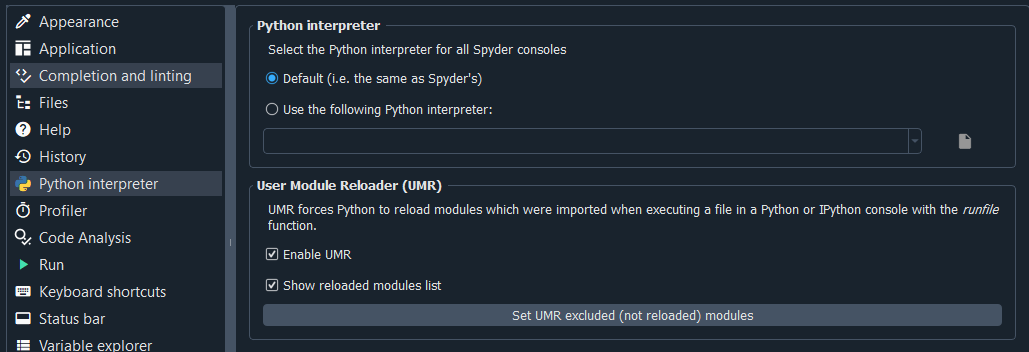 Appearance
Application
Completion and linting
Files
Help
History
Python interpreter
Profiler
Code Analysis
Run
Keyboard shortcuts
Status bar
Variable explorer
Python interpreter
Select the Python interpreter for all Spyder consoles
Default (i.e. the same as Spyder's)
Use the following Python interpreter:
User Module Reloader (UMR)
UMR forces Python to reload modules which were imported when executing a file in a Python or IPython console with the runfile
function.
Enable UMR
Show reloaded modules list
Set UMR excluded (not reloaded) modules